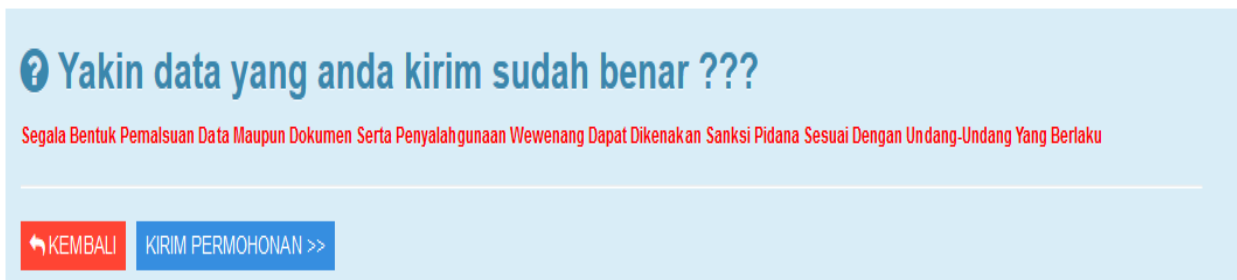 Yakin data yang anda kirim sudah benar ???
Segala Bentuk Pemalsuan Data Maupun Dokumen Serta Penyalahgunaan Wewenang Dapat Dikenakan Sanksi Pidana Sesuai Dengan Undang-Undang Yang Berlaku
KEMBALI
KIRIM PERMOHONAN >>